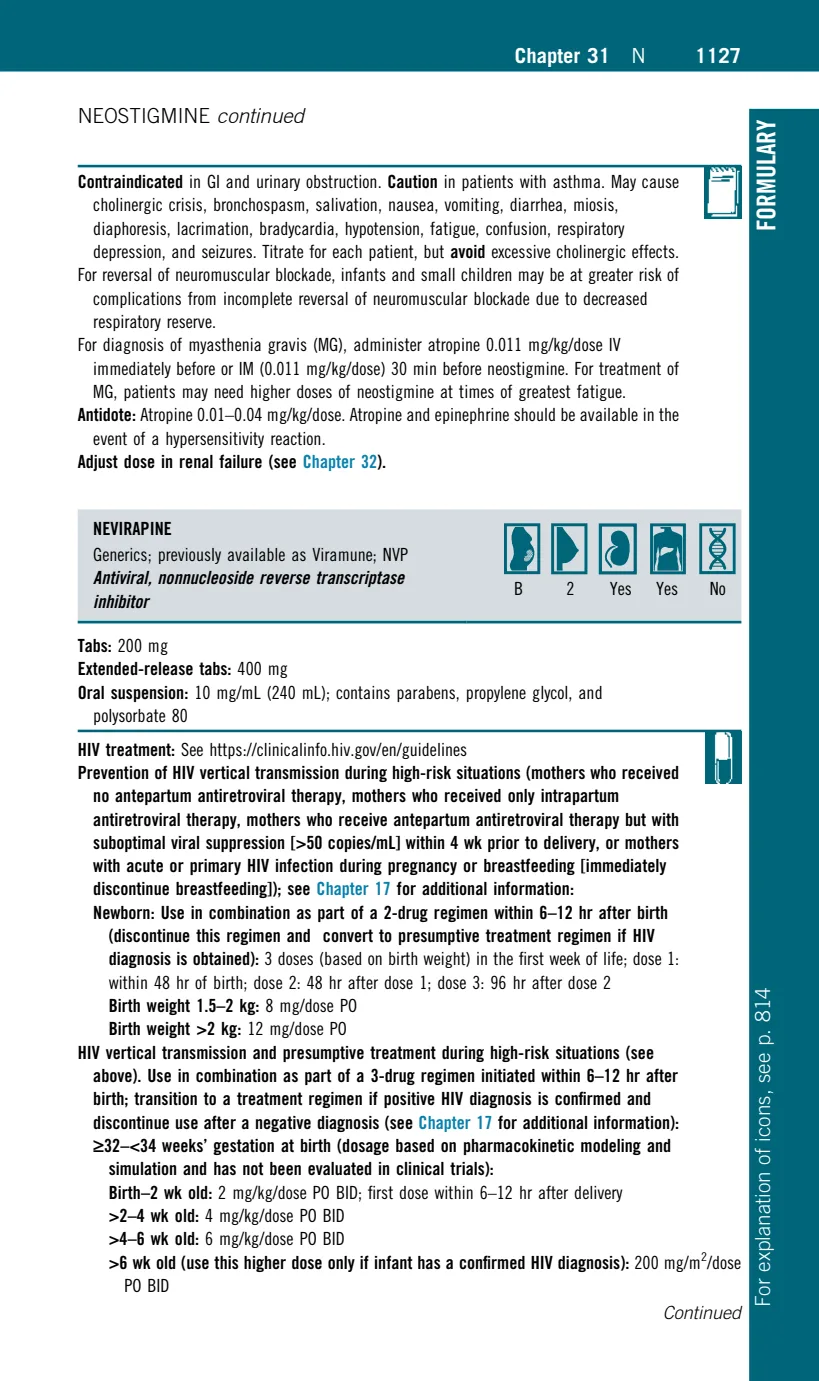 Chapter 31 N 1127
NEOSTIGMINE continued
FORMULARY
Contraindicated in GI and urinary obstruction. Caution in patients with asthma. May cause
cholinergic crisis, bronchospasm, salivation, nausea, vomiting, diarrhea, miosis,
diaphoresis, lacrimation, bradycardia, hypotension, fatigue, confusion, respiratory
depression, and seizures. Titrate for each patient, but avoid excessive cholinergic effects.
For reversal of neuromuscular blockade, infants and small children may be at greater risk of
complications from incomplete reversal of neuromuscular blockade due to decreased
respiratory reserve.
For diagnosis of myasthenia gravis (MG), administer atropine 0.011 mg/kg/dose IV
immediately before or IM (0.011 mg/kg/dose) 30 min before neostigmine. For treatment of
MG, patients may need higher doses of neostigmine at times of greatest fatigue.
Antidote: Atropine 0.01–0.04 mg/kg/dose. Atropine and epinephrine should be available in the
event of a hypersensitivity reaction.
Adjust dose in renal failure (see Chapter 32).
NEVIRAPINE
Generics; previously available as Viramune; NVP
Antiviral, nonnucleoside reverse transcriptase
inhibitor
B 2 Yes Yes No
Tabs: 200 mg
Extended-release tabs: 400 mg
Oral suspension: 10 mg/mL (240 mL); contains parabens, propylene glycol, and
polysorbate 80
HIV treatment: See https://clinicalinfo.hiv.gov/en/guidelines
Prevention of HIV vertical transmission during high-risk situations (mothers who received
no antepartum antiretroviral therapy, mothers who received only intrapartum
antiretroviral therapy, mothers who receive antepartum antiretroviral therapy but with
suboptimal viral suppression [>50 copies/mL] within 4 wk prior to delivery, or mothers
with acute or primary HIV infection during pregnancy or breastfeeding [immediately
discontinue breastfeeding]); see Chapter 17 for additional information:
Newborn: Use in combination as part of a 2-drug regimen within 6–12 hr after birth
(discontinue this regimen and convert to presumptive treatment regimen if HIV
diagnosis is obtained): 3 doses (based on birth weight) in the first week of life; dose 1:
within 48 hr of birth; dose 2: 48 hr after dose 1; dose 3: 96 hr after dose 2
Birth weight 1.5–2 kg: 8 mg/dose PO
Birth weight >2 kg: 12 mg/dose PO
HIV vertical transmission and presumptive treatment during high-risk situations (see
above). Use in combination as part of a 3-drug regimen initiated within 6–12 hr after
birth; transition to a treatment regimen if positive HIV diagnosis is confirmed and
discontinue use after a negative diagnosis (see Chapter 17 for additional information):
≥32–<34 weeks' gestation at birth (dosage based on pharmacokinetic modeling and
simulation and has not been evaluated in clinical trials):
Birth–2 wk old: 2 mg/kg/dose PO BID; first dose within 6–12 hr after delivery
>2–4 wk old: 4 mg/kg/dose PO BID
>4–6 wk old: 6 mg/kg/dose PO BID
>6 wk old (use this higher dose only if infant has a confirmed HIV diagnosis): 200 mg/m²/dose
PO BID
Continued
For explanation of icons, see p. 814